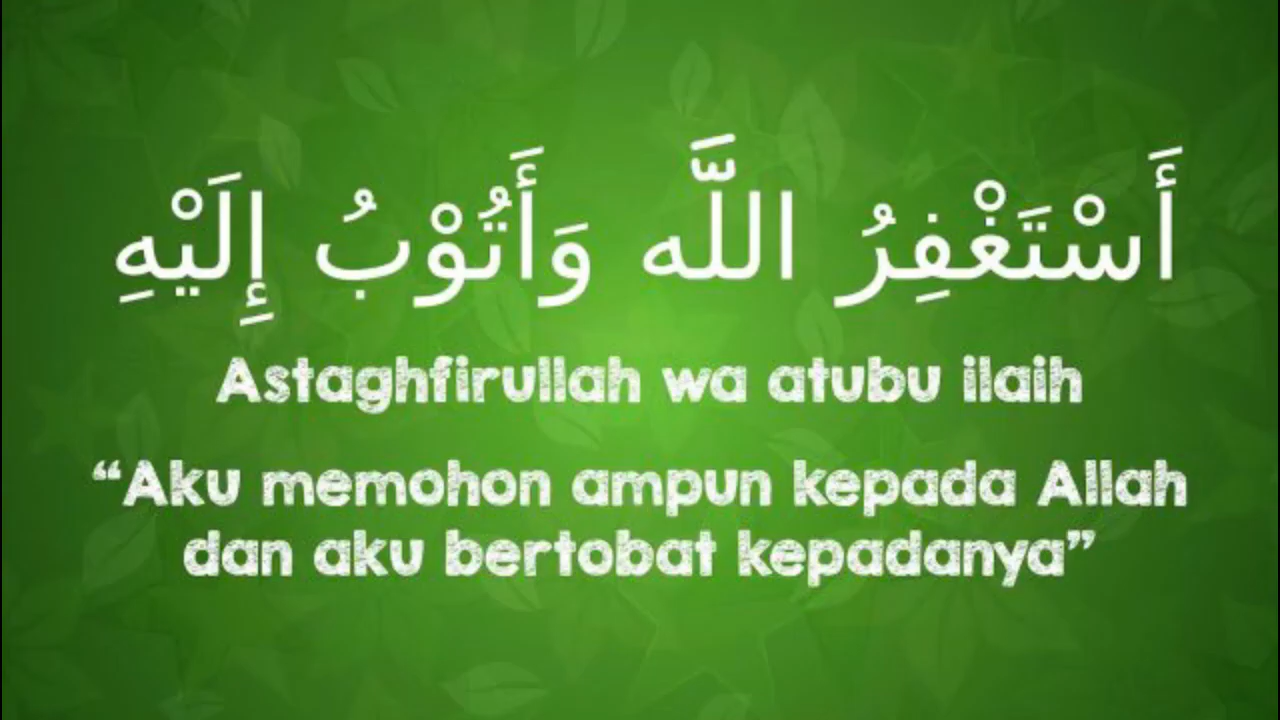 أَسْتَغْفِرُ اللَّه وَأَتُوْبُ إِلَيْهِ
Astaghfirullah wa atubu ilaih
“Aku memohon ampun kepada Allah
dan aku bertobat kepadanya”